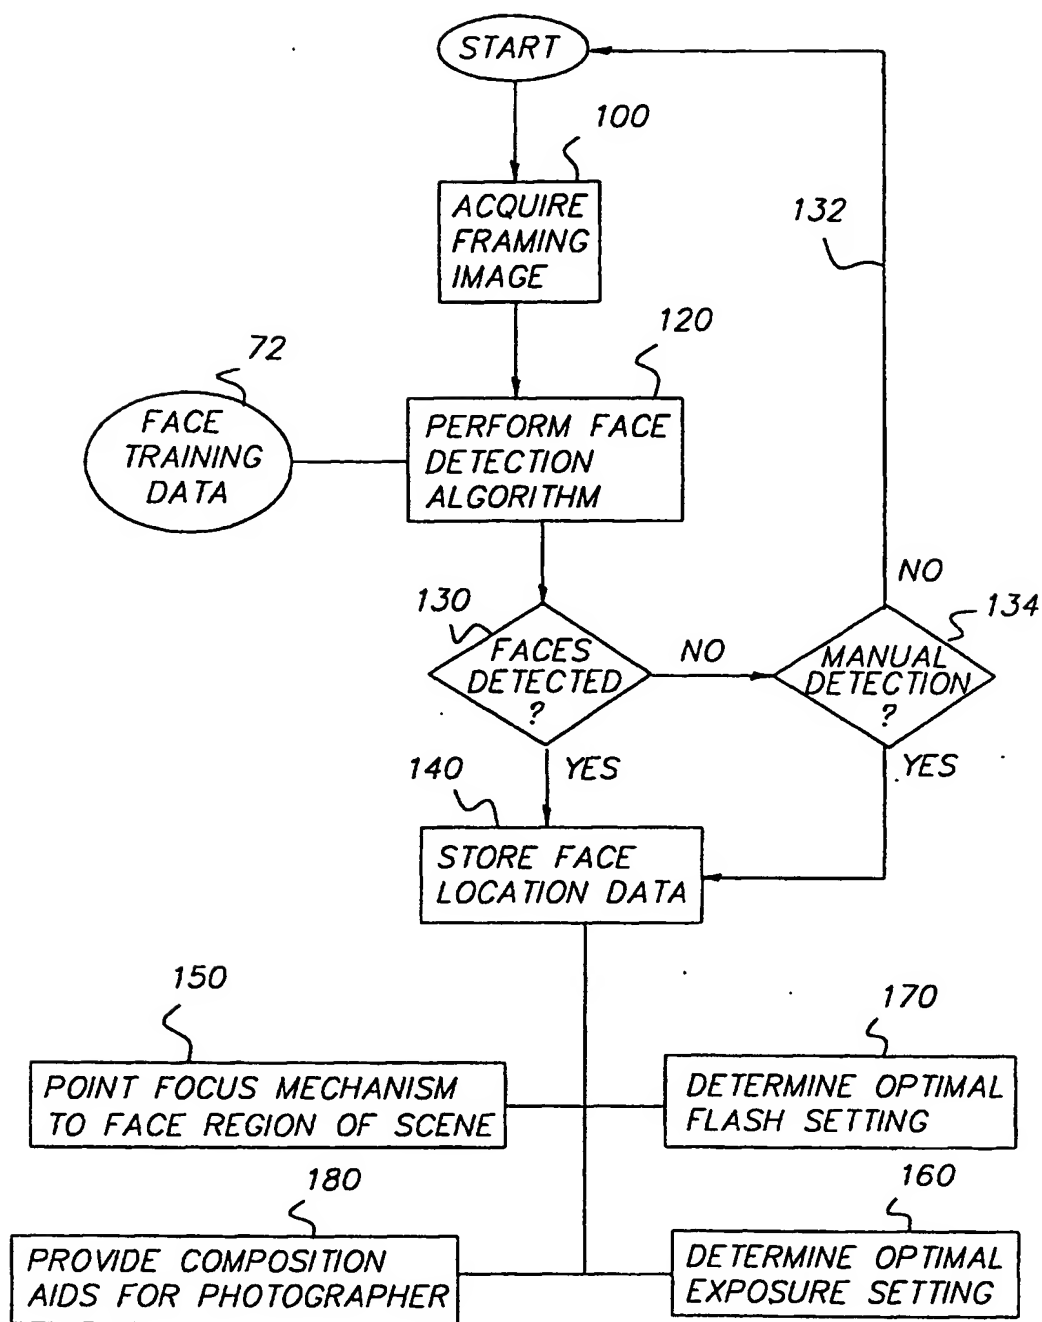 START
100
ACQUIRE
FRAMING
IMAGE
132
120
72
FACE
TRAINING
DATA
PERFORM FACE
DETECTION
ALGORITHM
NO
130
134
FACES
DETECTED
?
NO
MANUAL
DETECTION
?
YES
YES
140
STORE FACE
LOCATION DATA
150
170
POINT FOCUS MECHANISM
TO FACE REGION OF SCENE
DETERMINE OPTIMAL
FLASH SETTING
180
160
PROVIDE COMPOSITION
AIDS FOR PHOTOGRAPHER
DETERMINE OPTIMAL
EXPOSURE SETTING